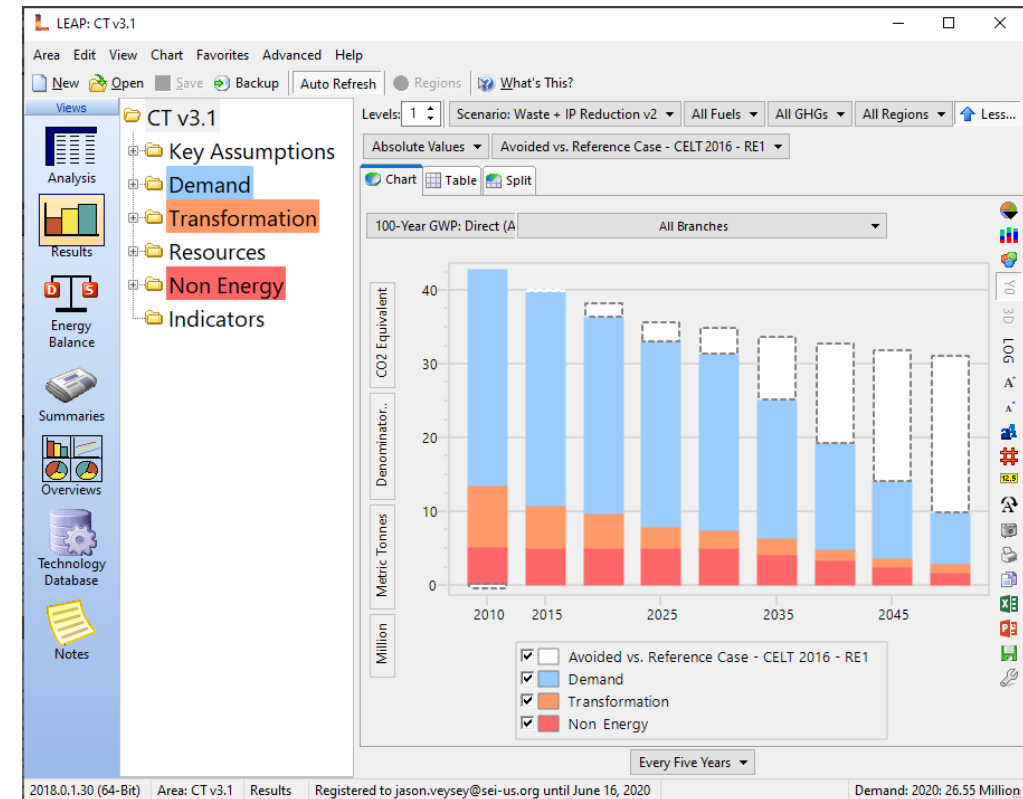 LEAP: CT v3.1
Area Edit View Chart Favorites Advanced Help
New Open Save Backup Auto Refresh Regions What's This?
Views
Analysis
Results
Energy
Balance
Summaries
Overviews
Technology
Database
Notes
CT v3.1
Key Assumptions
Demand
Transformation
Resources
Non Energy
Indicators
Levels: 1 Scenario: Waste + IP Reduction v2 All Fuels All GHGs All Regions Less...
Absolute Values Avoided vs. Reference Case - CELT 2016 - RE1
Chart Table Split
100-Year GWP: Direct (A All Branches
CO2 Equivalent
Denominator..
Metric Tonnes
Million
40
30
20
10
0
2010 2015 2025 2035 2045
Avoided vs. Reference Case - CELT 2016 - RE1
Demand
Transformation
Non Energy
Every Five Years
Y0
3D
LOG
A
A
a4
12.5
A
2018.0.1.30 (64-Bit) Area: CT v3.1 Results Registered to jason.veysey@sei-us.org until June 16, 2020 Demand: 2020: 26.55 Million